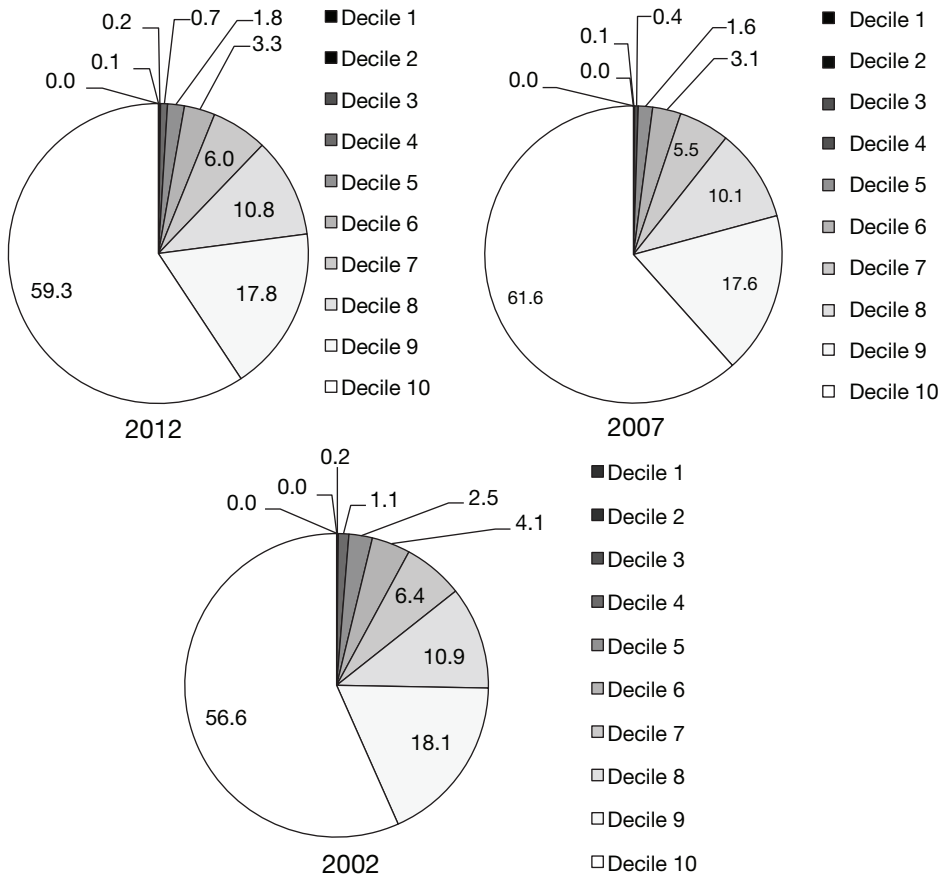 0.2
0.7
1.8
3.3
0.1
0.0
6.0
10.8
17.8
59.3
Decile 1
Decile 2
Decile 3
Decile 4
Decile 5
Decile 6
Decile 7
Decile 8
Decile 9
Decile 10
2012
0.4
1.6
3.1
0.1
0.0
0.0
5.5
10.1
17.6
61.6
Decile 1
Decile 2
Decile 3
Decile 4
Decile 5
Decile 6
Decile 7
Decile 8
Decile 9
Decile 10
2007
0.2
0.0
0.0
1.1
2.5
4.1
6.4
10.9
18.1
56.6
Decile 1
Decile 2
Decile 3
Decile 4
Decile 5
Decile 6
Decile 7
Decile 8
Decile 9
Decile 10
2002